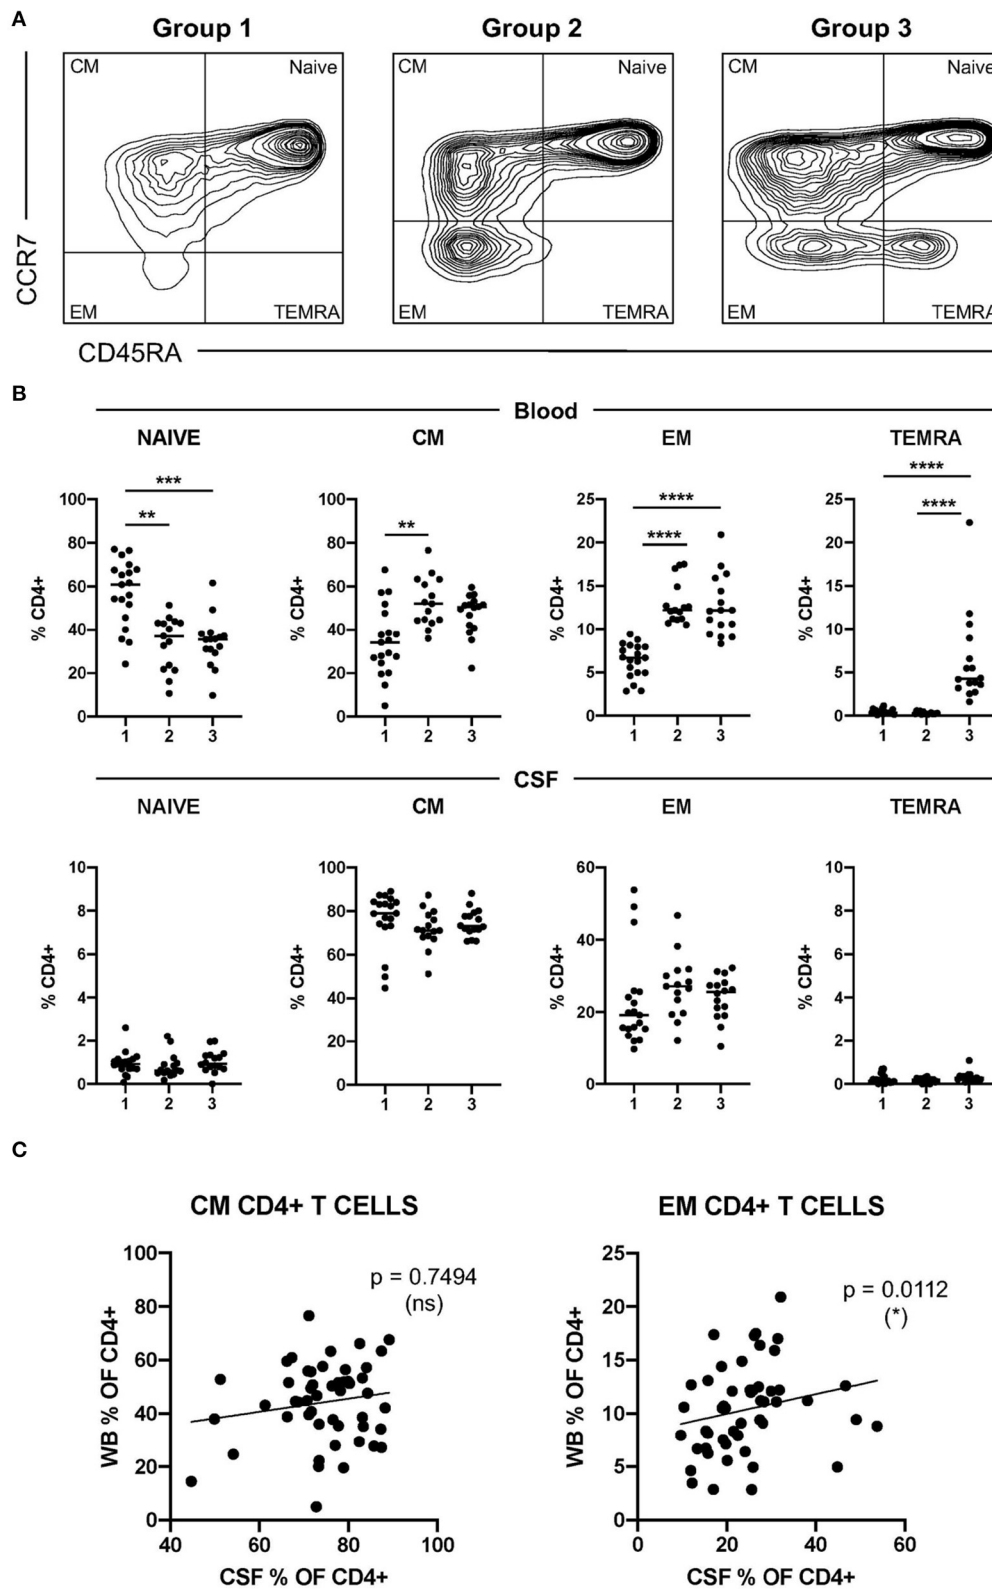 A
Group 1
Group 2
Group 3
CM
Naive
CM
Naive
CM
Naive
EM
TEMRA
EM
TEMRA
EM
TEMRA
CCR7
CD45RA
B
Blood
NAIVE
CM
EM
TEMRA
***
**
**
****
****
****
****
100
80
60
40
20
0
% CD4+
1 2 3
100
80
60
40
20
0
% CD4+
1 2 3
25
20
15
10
5
0
% CD4+
1 2 3
25
20
15
10
5
0
% CD4+
1 2 3
CSF
NAIVE
CM
EM
TEMRA
10
8
6
4
2
0
% CD4+
1 2 3
100
80
60
40
20
0
% CD4+
1 2 3
60
40
20
0
% CD4+
1 2 3
10
8
6
4
2
0
% CD4+
1 2 3
C
CM CD4+ T CELLS
p = 0.7494
(ns)
100
80
60
40
20
0
WB % OF CD4+
40 60 80 100
CSF % OF CD4+
EM CD4+ T CELLS
p = 0.0112
(*)
25
20
15
10
5
0
WB % OF CD4+
0 20 40 60
CSF % OF CD4+